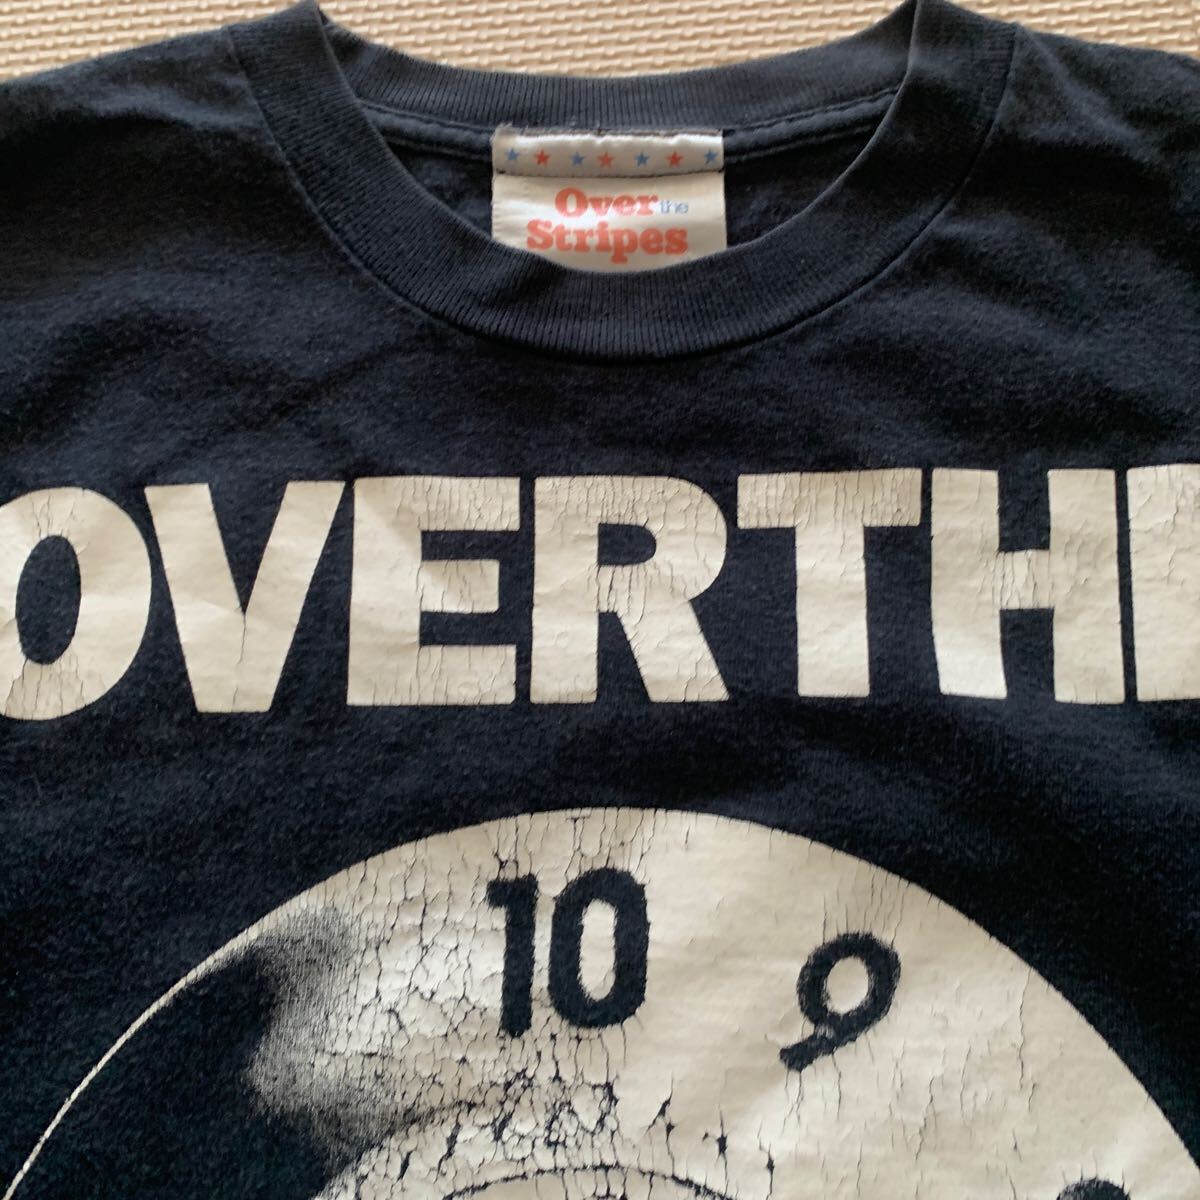 Over the
Stripes
OVERTH
10
9